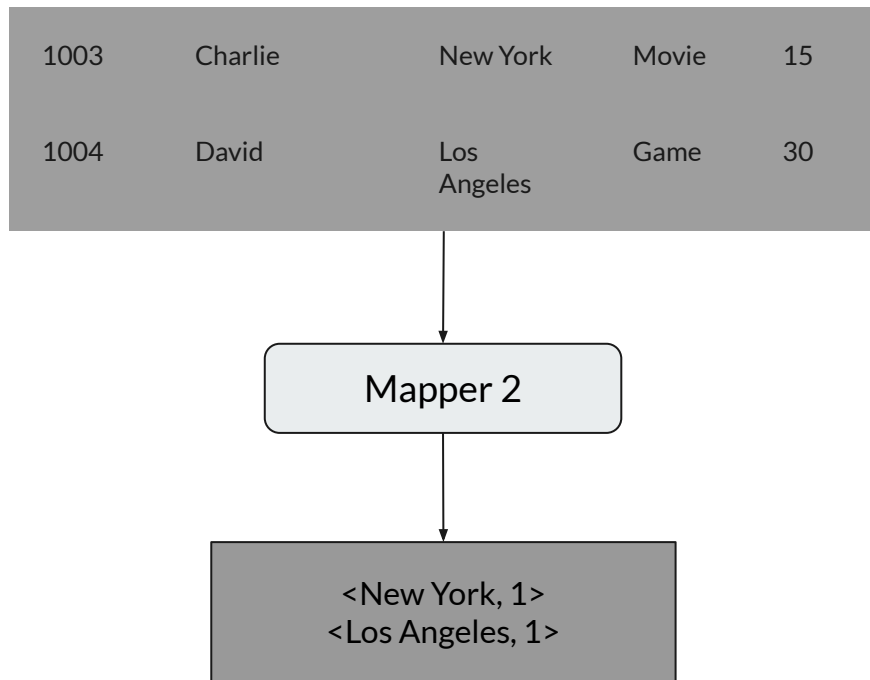 1003 Charlie New York Movie 15
1004 David Los Game 30
Angeles
Mapper 2
<New York, 1>
<Los Angeles, 1>